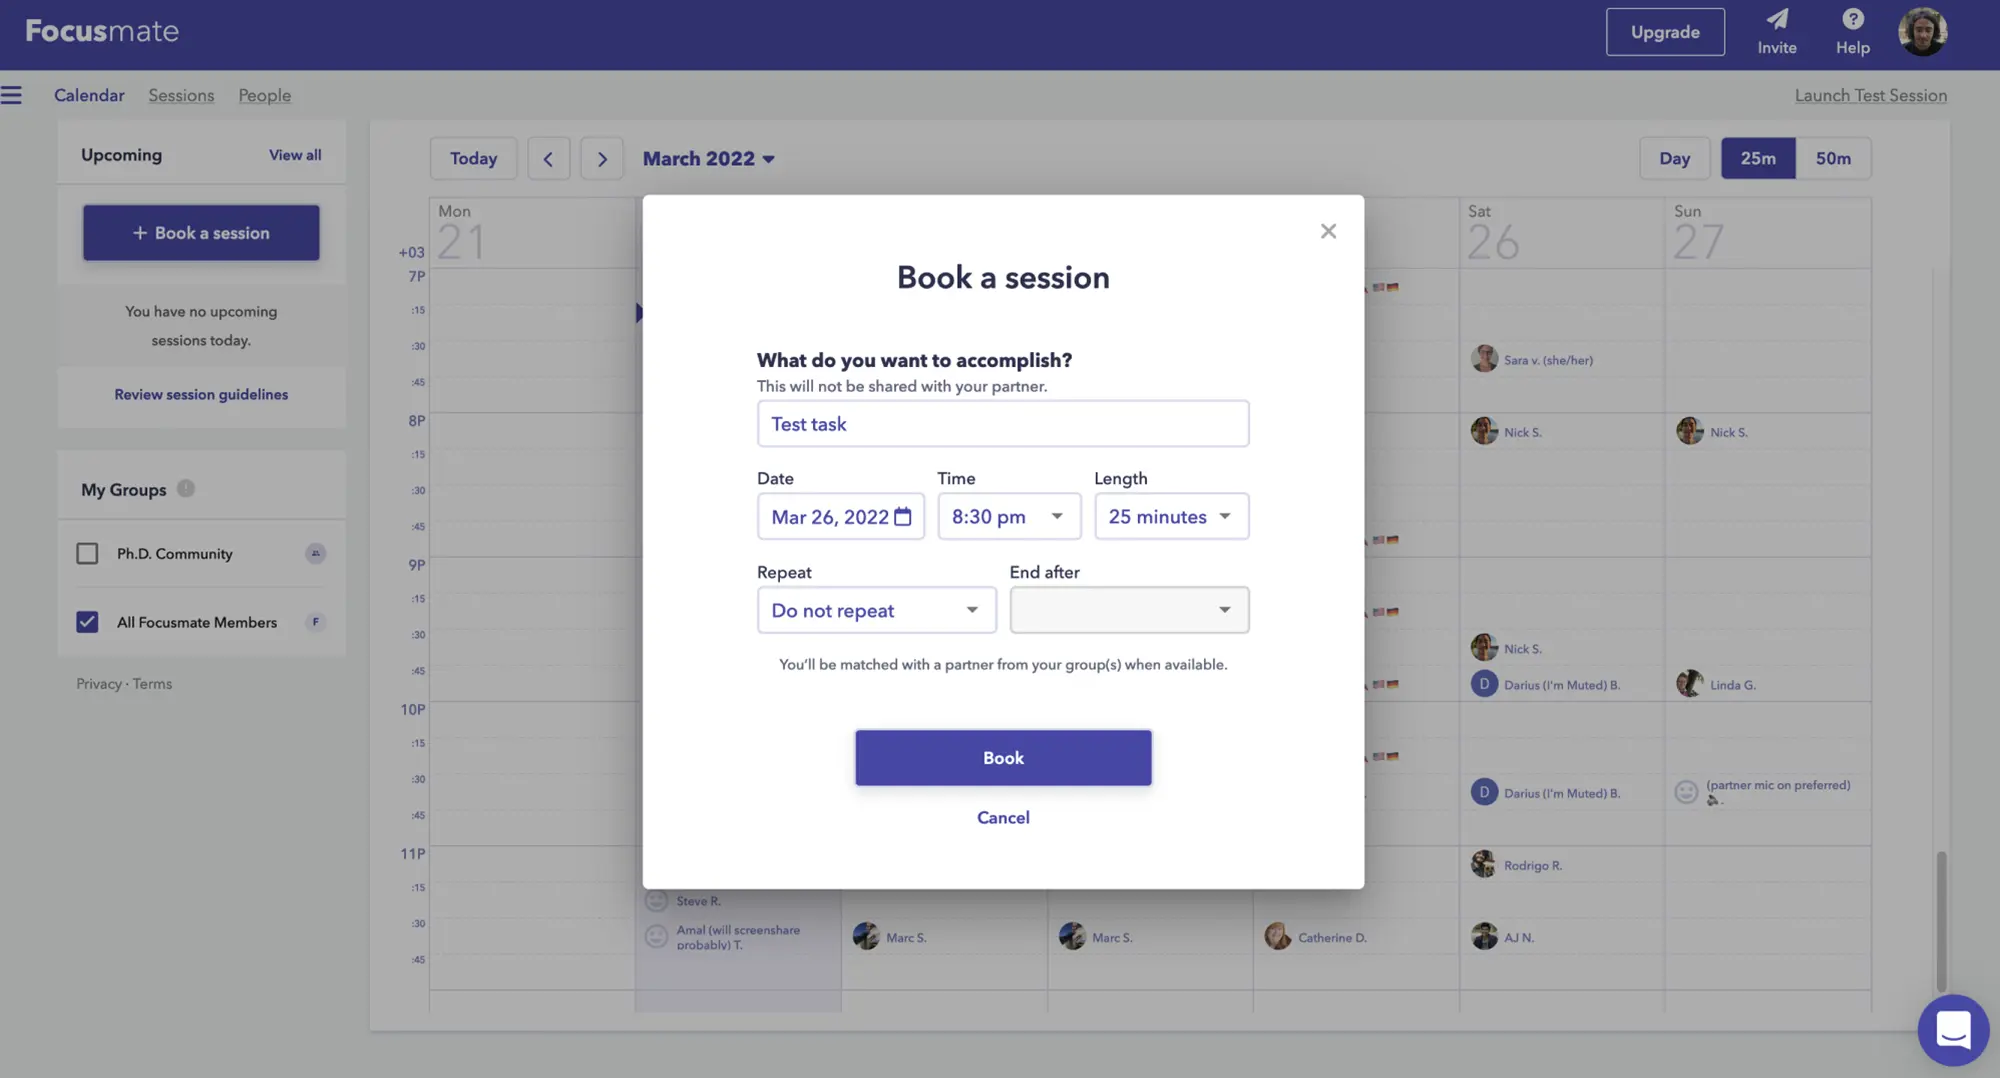 Focusmate
Upgrade
Invite
? Help
Calendar Sessions People
Launch Test Session
Upcoming View all
+ Book a session
You have no upcoming
sessions today.
Review session guidelines
My Groups !
Ph.D. Community
All Focusmate Members F
Privacy · Terms
Today < > March 2022
Day 25m 50m
Mon
21
Sat
26
Sun
27
+03
7P
:15
:30
:45
8P
:15
:30
:45
9P
:15
:30
:45
10P
:15
:30
:45
11P
:15
:30
:45
Book a session
What do you want to accomplish?
This will not be shared with your partner.
Test task
Date Time Length
Mar 26, 2022 8:30 pm 25 minutes
Repeat End after
Do not repeat
You'll be matched with a partner from your group(s) when available.
Book
Cancel
Sara v. (she/her)
Nick S.
Nick S.
Nick S.
D Darius (I'm Muted) B.
Linda G.
D Darius (I'm Muted) B.
(partner mic on preferred)
Rodrigo R.
Steve R.
Amal (will screenshare
probably) T.
Marc S.
Marc S.
Catherine D.
AJ N.